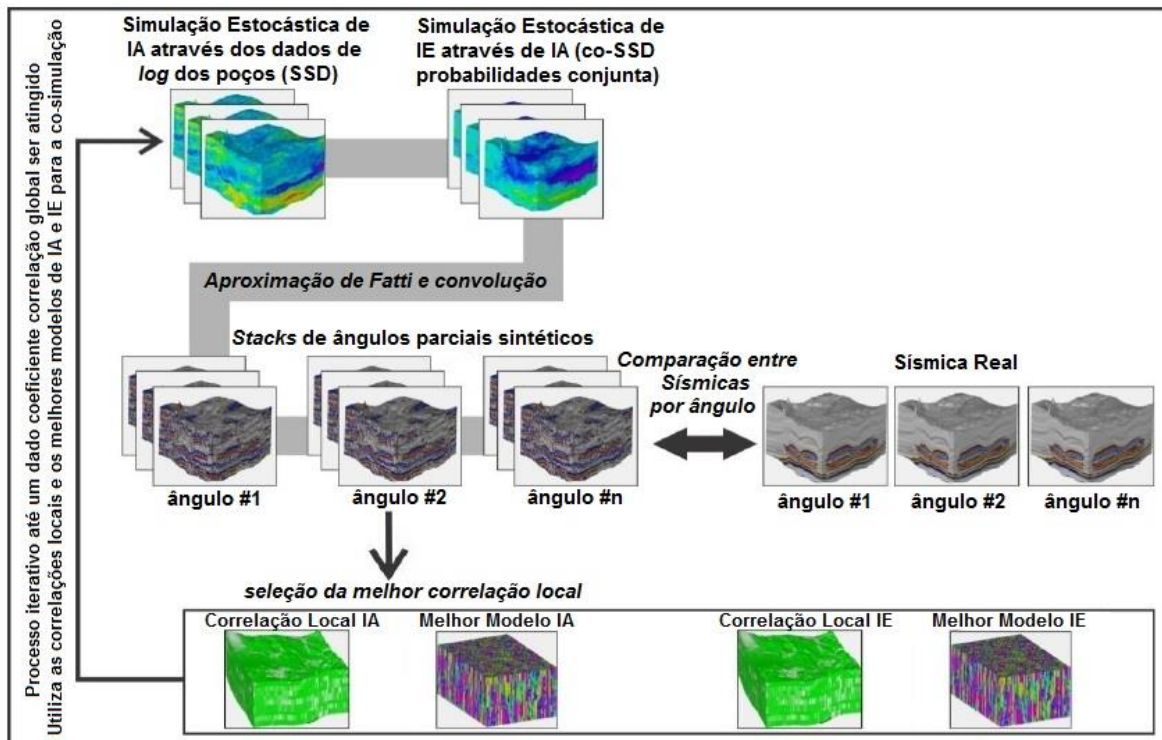 Processo iterativo até um dado coeficiente correlação global ser atingido
Utiliza as correlações locais e os melhores modelos de IA e IE para a co-simulação
Simulação Estocástica de
IA através dos dados de
log dos poços (SSD)
Simulação Estocástica de
IE através de IA (co-SSD
probabilidades conjunta)
Aproximação de Fatti e convolução
Stacks de ângulos parciais sintéticos
Comparação entre
Sísmicas
por ângulo
Sísmica Real
ângulo #1
ângulo #2
ângulo #n
ângulo #1
ângulo #2
ângulo #n
seleção da melhor correlação local
Correlação Local IA
Melhor Modelo IA
Correlação Local IE
Melhor Modelo IE